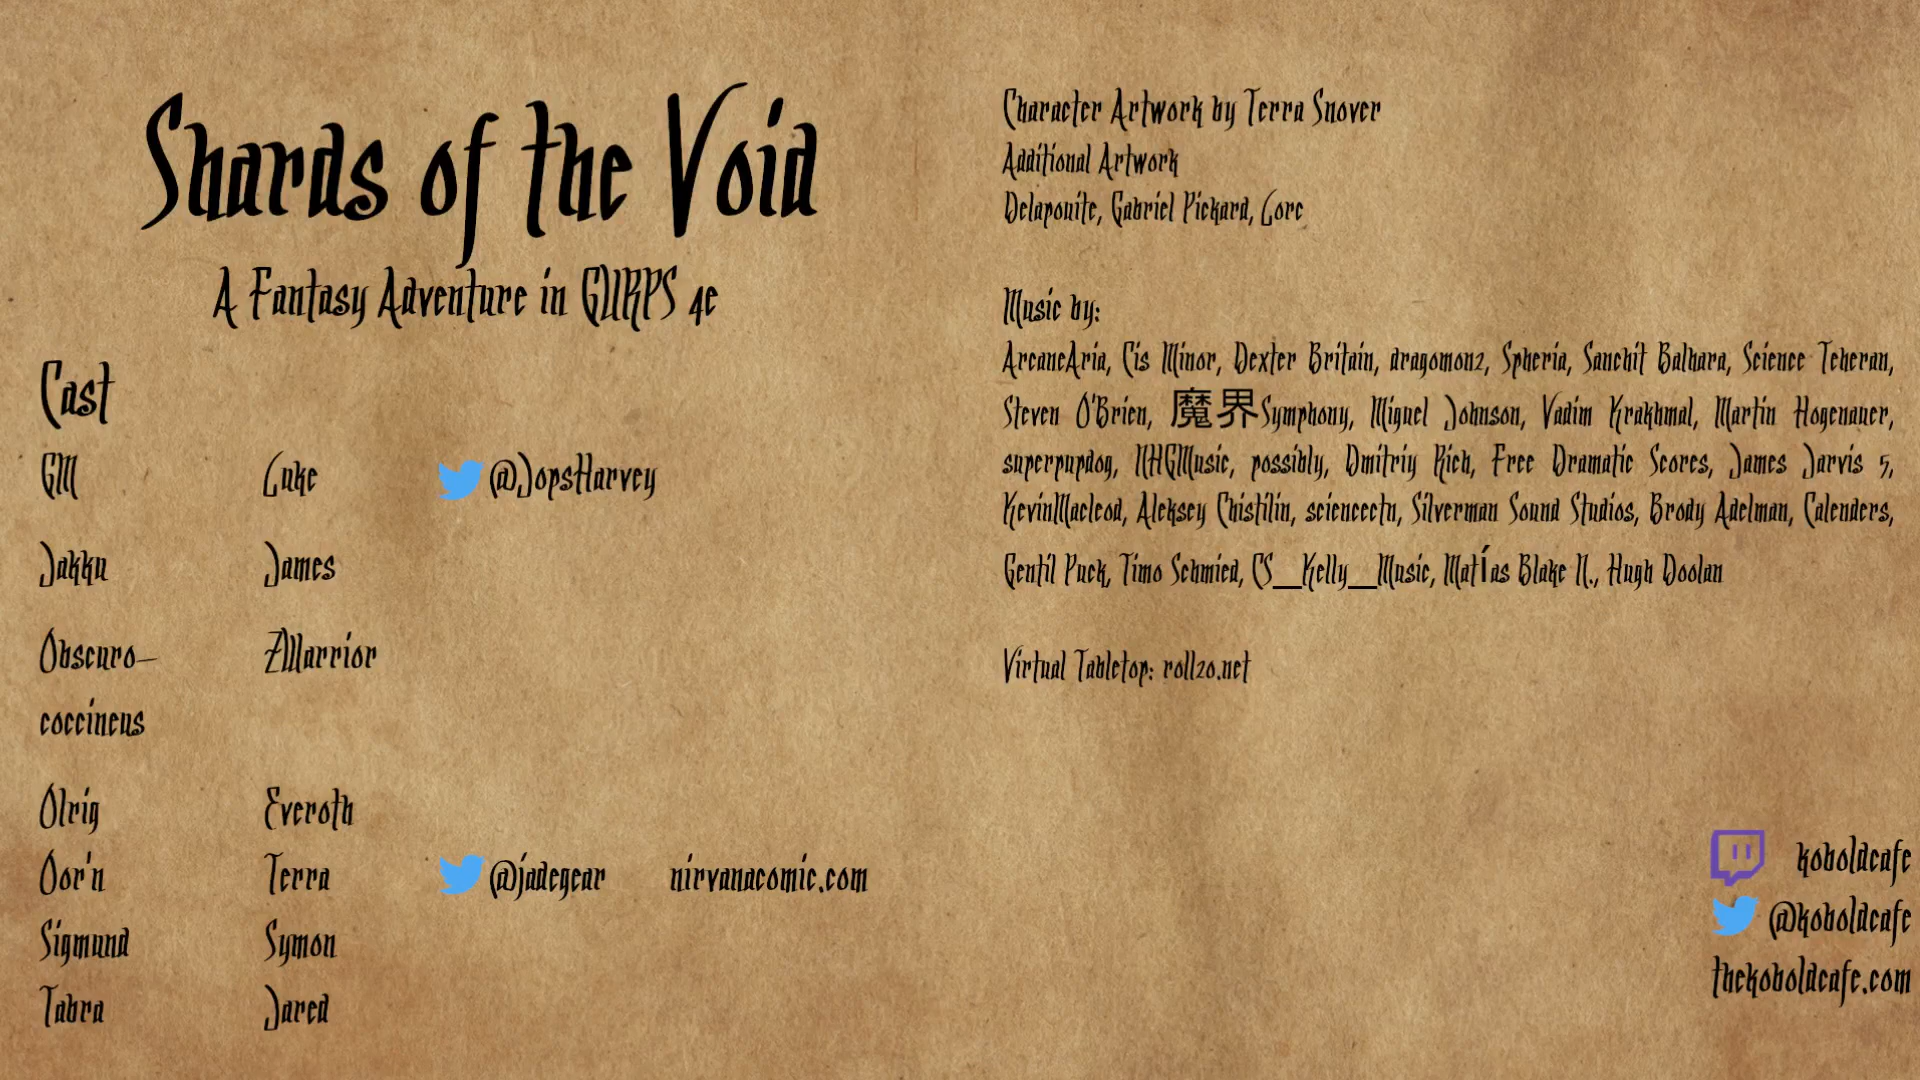 Shards of the Void
A Fantasy Adventure in GURPS 4e
Cast
GM Luke @JopsHarvey
Jakku James
Obscuro-
coccineus ZWarrior
Olrig Everoth
Oor'n Terra @jadegear nirvanacomic.com
Sigmund Symon
Tabra Jared
Character Artwork by Terra Snover
Additional Artwork
Delapouite, Gabriel Pickard, Lorc
Music by:
ArcaneAria, Cis Minor, Dexter Britain, dragomon2, Spheria, Sanchit Balhara, Science Teheran,
Steven O'Brien, 魔界Symphony, Miguel Johnson, Vadim Krakhmal, Martin Hogenauer,
superpupdog, NHGMusic, possibly, Dmitriy Rich, Free Dramatic Scores, James Jarvis 5,
KevinMacleod, Aleksey Chistilin, sciencectn, Silverman Sound Studios, Brody Adelman, Calenders,
Gentil Puck, Timo Schmied, CS_Kelly_Music, Matías Blake N., Hugh Doolan
Virtual Tabletop: roll20.net
koboldcafe
@koboldcafe
thekoboldcafe.com